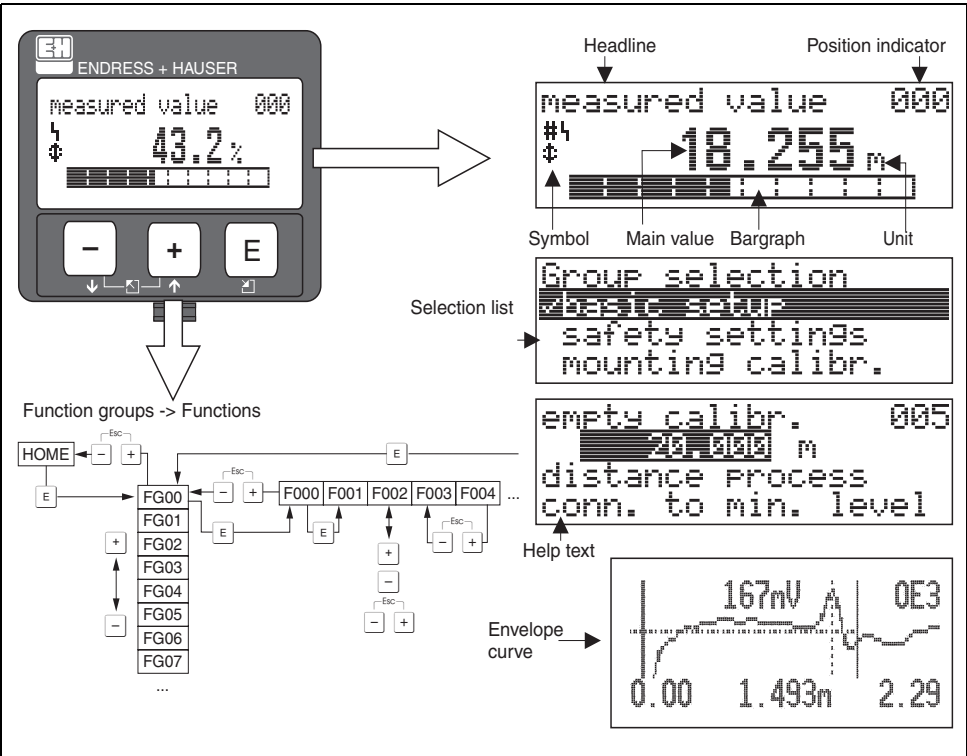 ENDRESS + HAUSER
measured value 000
43.2 %
- + E
Headline
Position indicator
measured value 000
18.255 m
Symbol
Main value
Bargraph
Unit
Group selection
basic setup
safety settings
mounting calibr.
Selection list
empty calibr. 005
20.000 m
distance process
conn. to min. level
Help text
167mV 0E3
0.00 1.493m 2.29
Envelope
curve
Function groups -> Functions
HOME
Esc
- +
E
FG00
FG01
FG02
FG03
FG04
FG05
FG06
FG07
...
+
-
Esc
- +
E
E
F000 F001 F002 F003 F004 ...
E
+
-
Esc
- +
Esc
- +